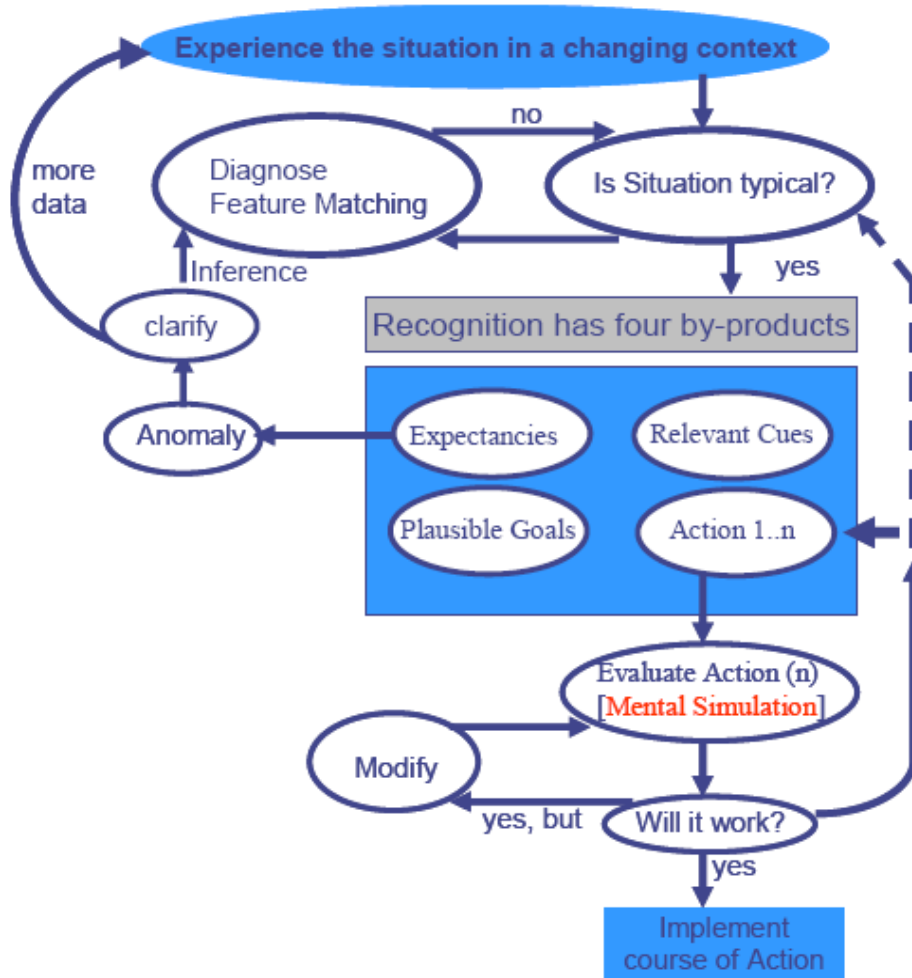 Experience the situation in a changing context
no
more
data
Diagnose
Feature Matching
Is Situation typical?
Inference
yes
clarify
Recognition has four by-products
Anomaly
Expectancies
Relevant Cues
Plausible Goals
Action 1..n
Evaluate Action (n)
[Mental Simulation]
Modify
yes, but
Will it work?
yes
Implement
course of Action